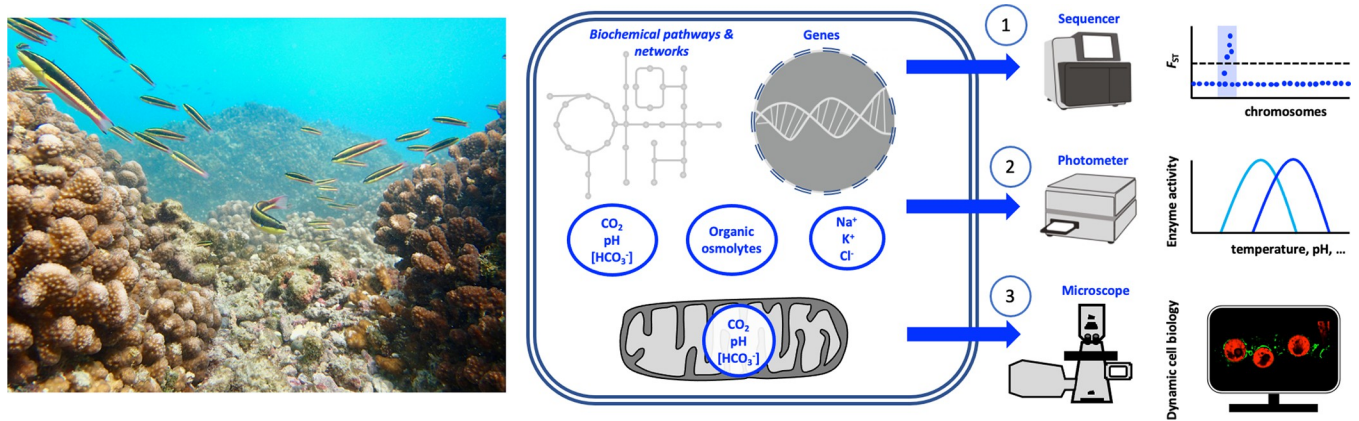 Biochemical pathways &
networks
Genes
CO₂
pH
[HCO₃⁻]
Organic
osmolytes
Na⁺
K⁺
Cl⁻
CO₂
pH
[HCO₃⁻]
1
Sequencer
F_ST
chromosomes
2
Photometer
Enzyme activity
temperature, pH, ...
3
Microscope
Dynamic cell biology